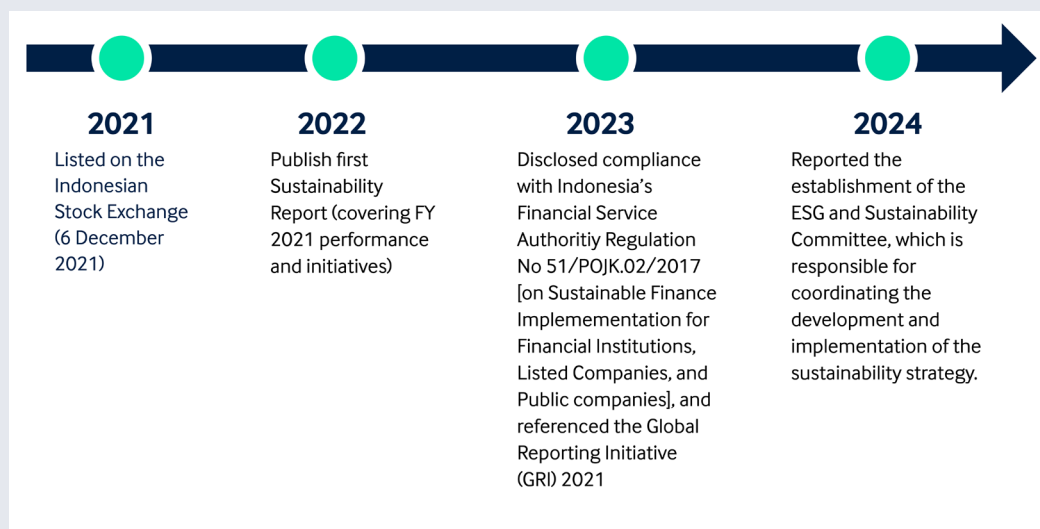 2021
Listed on the
Indonesian
Stock Exchange
(6 December
2021)
2022
Publish first
Sustainability
Report (covering FY
2021 performance
and initiatives)
2023
Disclosed compliance
with Indonesia's
Financial Service
Authoritiy Regulation
No 51/POJK.02/2017
[on Sustainable Finance
Implemementation for
Financial Institutions,
Listed Companies, and
Public companies], and
referenced the Global
Reporting Initiative
(GRI) 2021
2024
Reported the
establishment of the
ESG and Sustainability
Committee, which is
responsible for
coordinating the
development and
implementation of the
sustainability strategy.